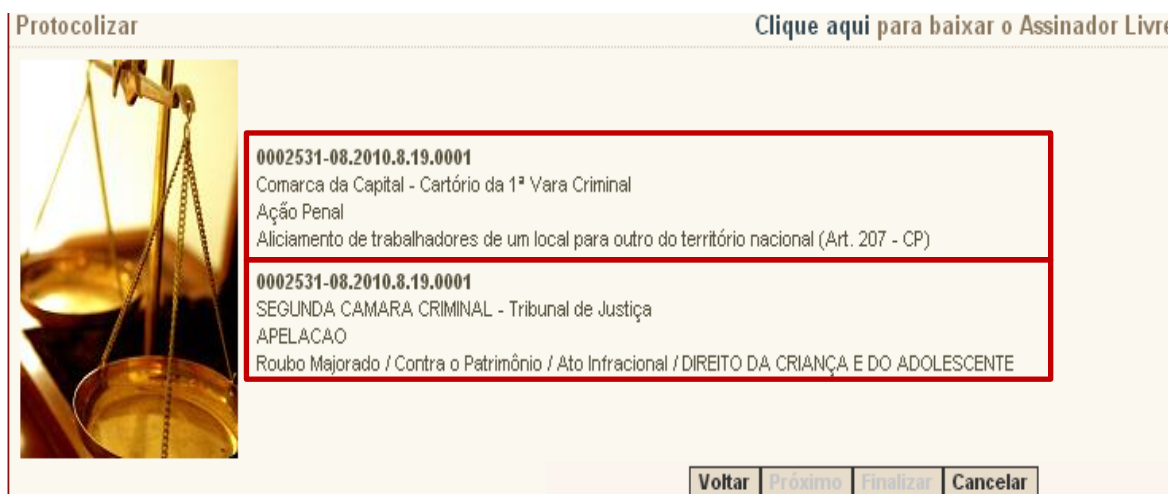 Protocolizar
Clique aqui para baixar o Assinador Livre
0002531-08.2010.8.19.0001
Comarca da Capital - Cartório da 1ª Vara Criminal
Ação Penal
Aliciamento de trabalhadores de um local para outro do território nacional (Art. 207 - CP)
0002531-08.2010.8.19.0001
SEGUNDA CAMARA CRIMINAL - Tribunal de Justiça
APELACAO
Roubo Majorado / Contra o Patrimônio / Ato Infracional / DIREITO DA CRIANÇA E DO ADOLESCENTE
Voltar Próximo Finalizar Cancelar